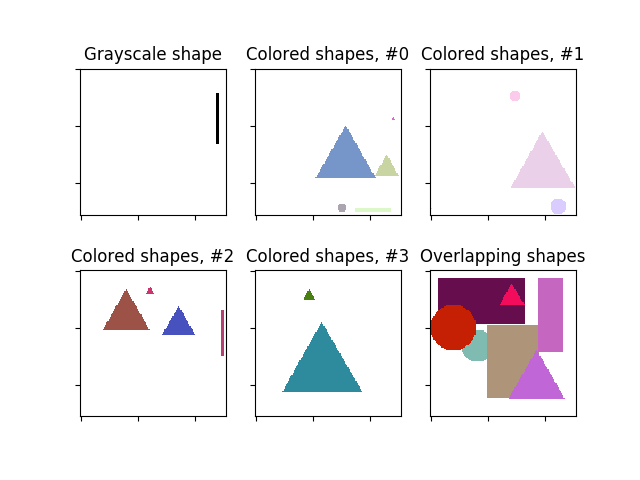 Grayscale shape
Colored shapes, #0
Colored shapes, #1
Colored shapes, #2
Colored shapes, #3
Overlapping shapes